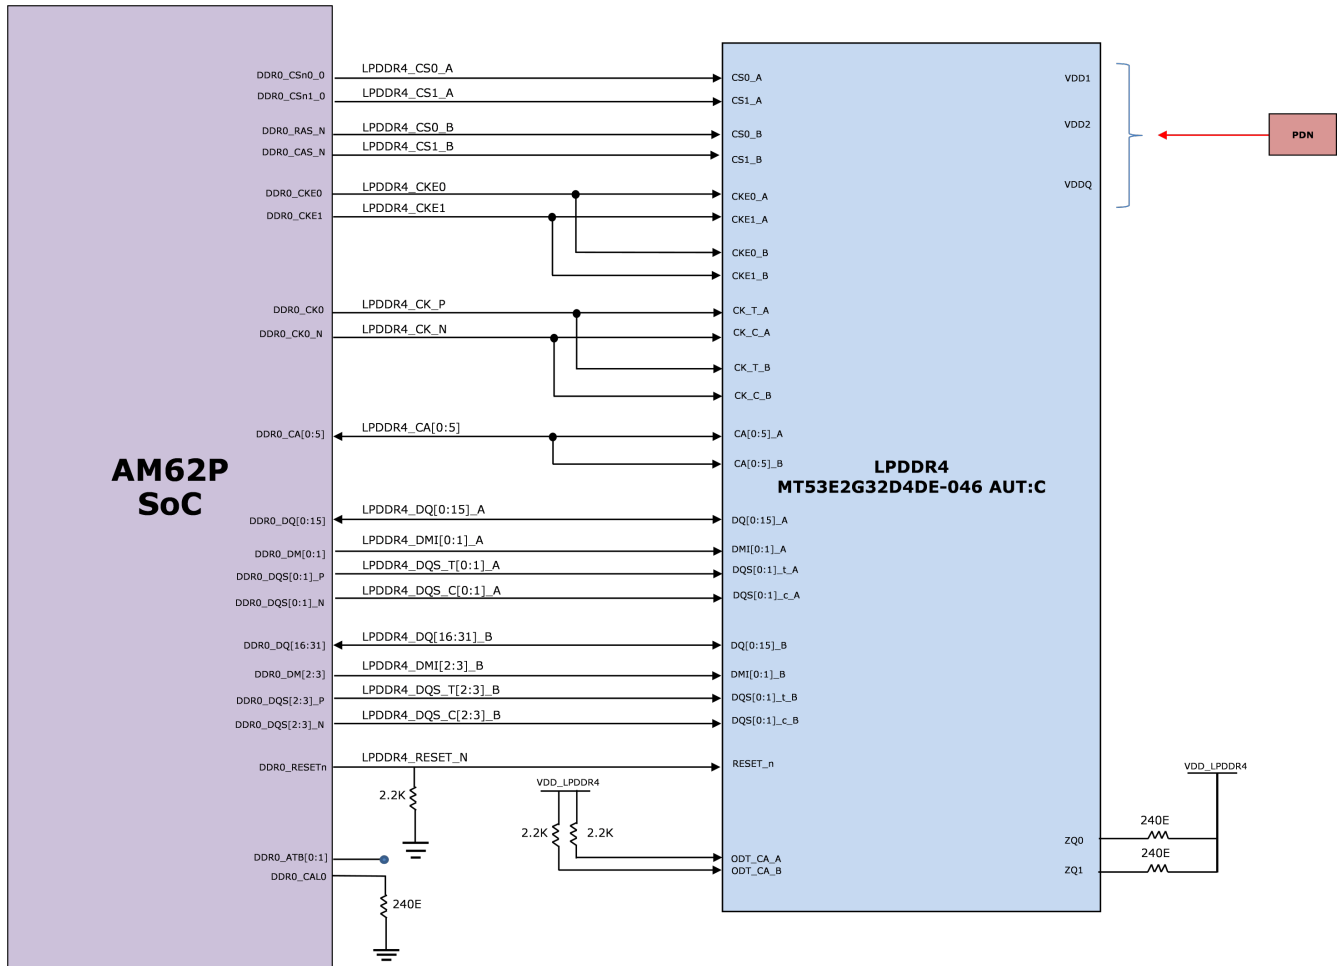 DDR0_CSn0_0
LPDDR4_CS0_A
CS0_A
VDD1
DDR0_CSn1_0
LPDDR4_CS1_A
CS1_A
DDR0_RAS_N
LPDDR4_CS0_B
CS0_B
VDD2
PDN
DDR0_CAS_N
LPDDR4_CS1_B
CS1_B
DDR0_CKE0
LPDDR4_CKE0
CKE0_A
VDDQ
DDR0_CKE1
LPDDR4_CKE1
CKE1_A
CKE0_B
CKE1_B
DDR0_CK0
LPDDR4_CK_P
CK_T_A
DDR0_CK0_N
LPDDR4_CK_N
CK_C_A
CK_T_B
CK_C_B
DDR0_CA[0:5]
LPDDR4_CA[0:5]
CA[0:5]_A
CA[0:5]_B
AM62P
SoC
LPDDR4
MT53E2G32D4DE-046 AUT:C
DDR0_DQ[0:15]
LPDDR4_DQ[0:15]_A
DQ[0:15]_A
DDR0_DM[0:1]
LPDDR4_DMI[0:1]_A
DMI[0:1]_A
DDR0_DQS[0:1]_P
LPDDR4_DQS_T[0:1]_A
DQS[0:1]_t_A
DDR0_DQS[0:1]_N
LPDDR4_DQS_C[0:1]_A
DQS[0:1]_c_A
DDR0_DQ[16:31]
LPDDR4_DQ[16:31]_B
DQ[0:15]_B
DDR0_DM[2:3]
LPDDR4_DMI[2:3]_B
DMI[0:1]_B
DDR0_DQS[2:3]_P
LPDDR4_DQS_T[2:3]_B
DQS[0:1]_t_B
DDR0_DQS[2:3]_N
LPDDR4_DQS_C[2:3]_B
DQS[0:1]_c_B
DDR0_RESETn
LPDDR4_RESET_N
RESET_n
2.2K
VDD_LPDDR4
2.2K
2.2K
VDD_LPDDR4
240E
ZQ0
240E
ZQ1
DDR0_ATB[0:1]
ODT_CA_A
ODT_CA_B
DDR0_CAL0
240E